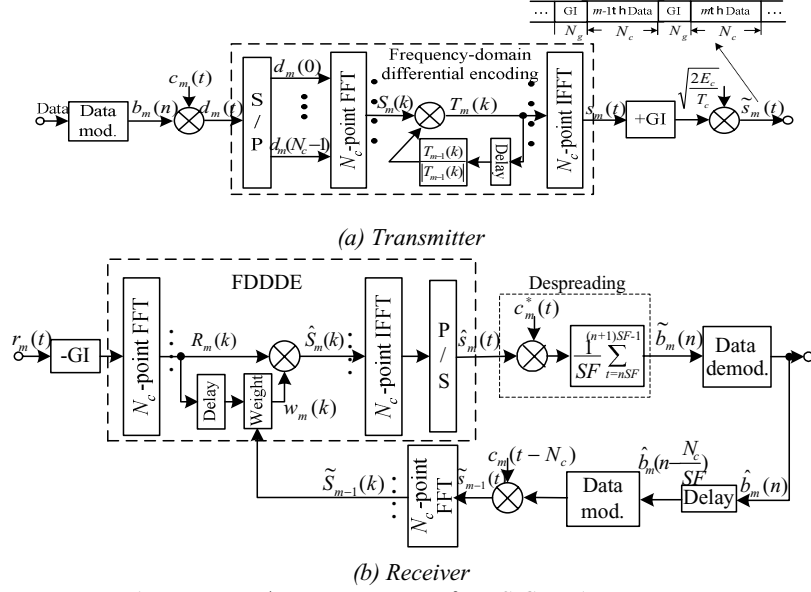 ... GI m-1th Data GI mth Data ...
N_g N_c N_g N_c
Frequency-domain
differential encoding
Data
Data
mod.
b_m(n)
c_m(t)
d_m(t)
S
/
P
d_m(0)
d_m(N_c-1)
N_c-point FFT
S_m(k)
T_m(k)
T_{m-1}(k)
|T_{m-1}(k)|
Delay
N_c-point IFFT
s_m(t)
+GI
√(2E_c/T_c)
s̃_m(t)
(a) Transmitter
FDDDE
r_m(t)
-GI
N_c-point FFT
R_m(k)
Delay
Weight
w_m(k)
Ŝ_m(k)
N_c-point IFFT
P
/
S
ŝ_m(t)
Despreading
c*_m(t)
1/SF ∑_{t=nSF}^{(n+1)SF-1}
b̃_m(n)
Data
demod.
b̂_m(n)
Delay
b̂_m(n-N_c/SF)
Data
mod.
c_m(t-N_c)
s̃_{m-1}(t)
N_c-point
FFT
S̃_{m-1}(k)
(b) Receiver